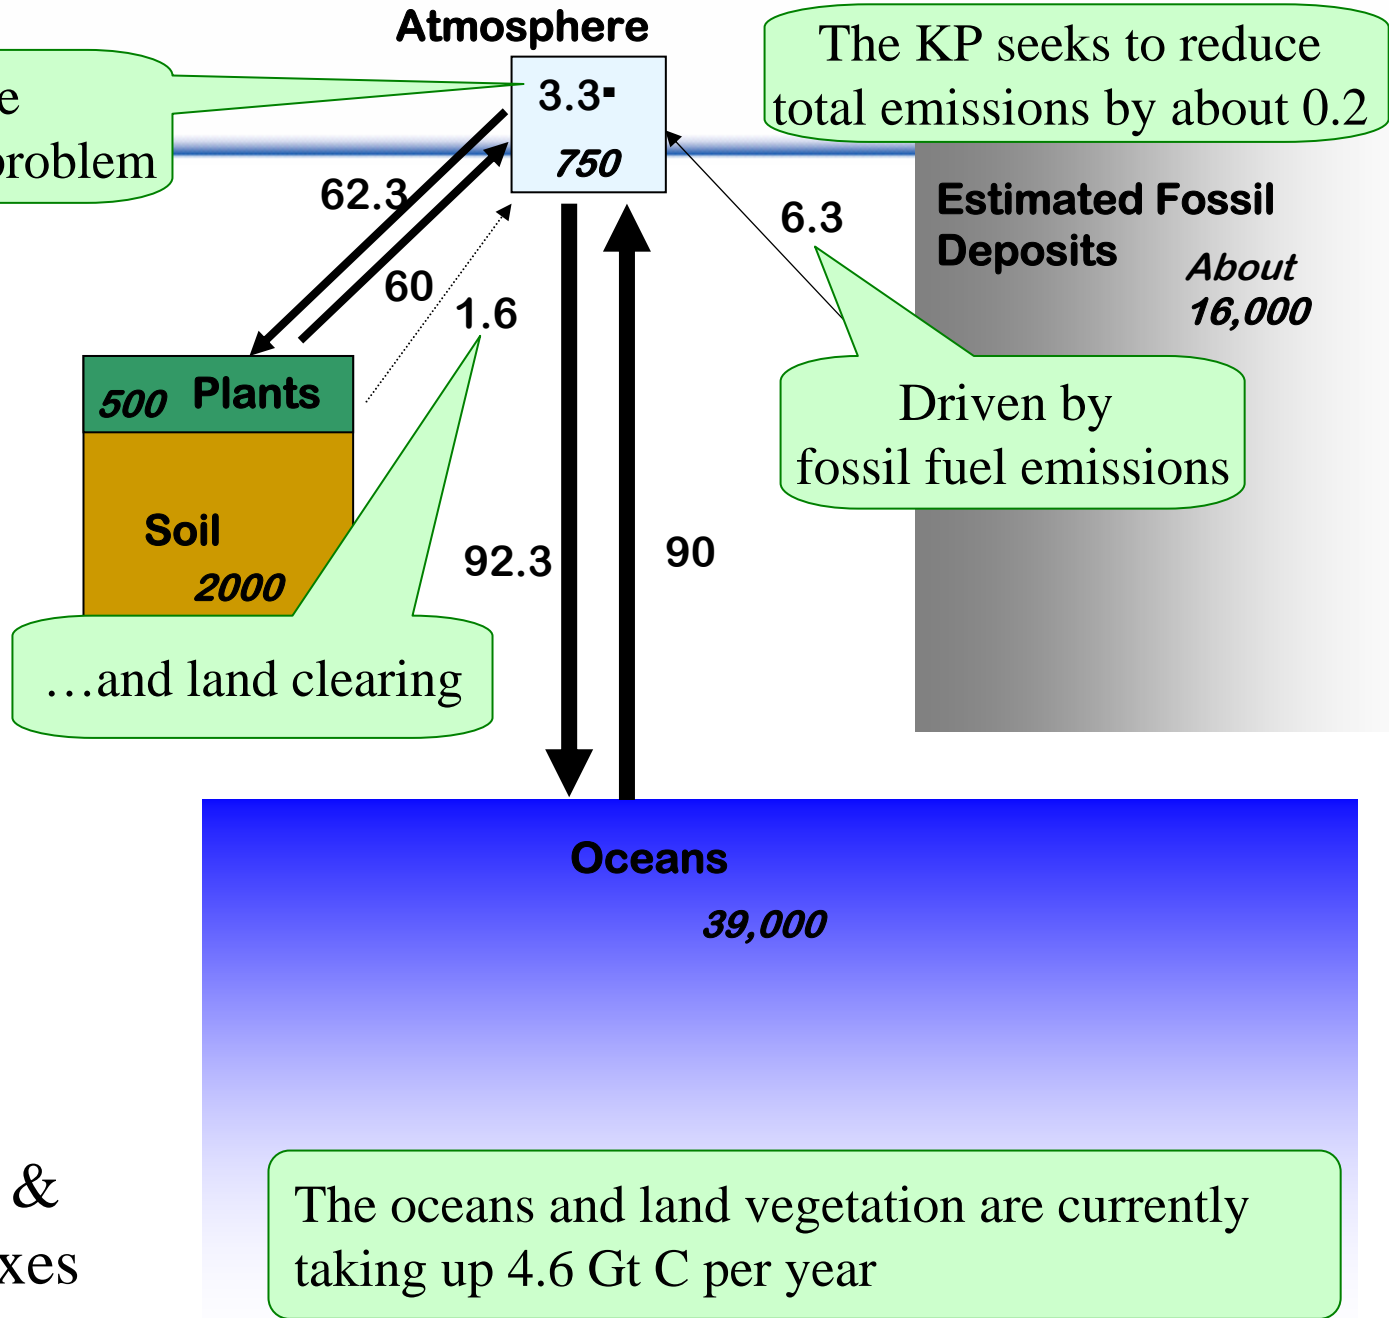 Atmosphere
The KP seeks to reduce
total emissions by about 0.2
problem
3.3▪
750
62.3
60
1.6
6.3
Estimated Fossil
Deposits
About
16,000
500 Plants
Driven by
fossil fuel emissions
Soil
2000
92.3
90
…and land clearing
Oceans
39,000
The oceans and land vegetation are currently
taking up 4.6 Gt C per year
&